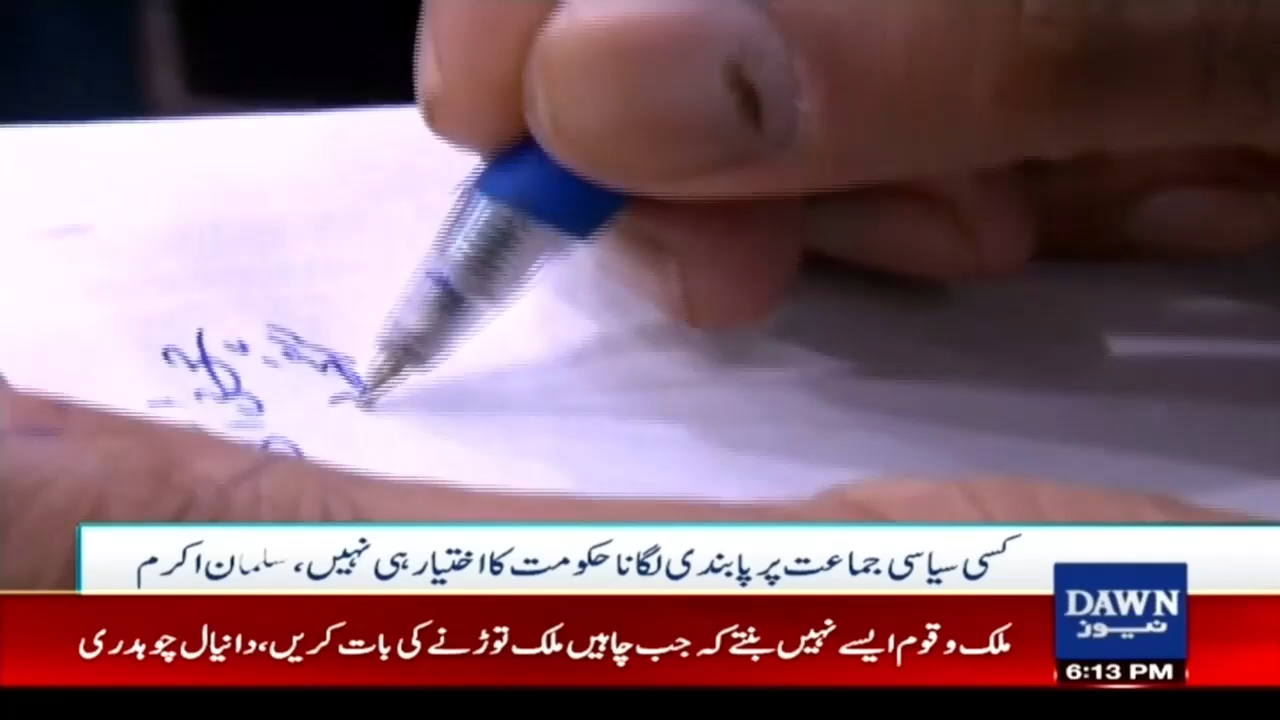 کسی سیاسی جماعت پر پابندی لگانا حکومت کا اختیار ہی نہیں، سلمان اکرم
ملک و قوم ایسے نہیں بنتے کہ جب چاہیں ملک توڑنے کی بات کریں، دانیال چوہدری
DAWN
نیوز
6:13 PM